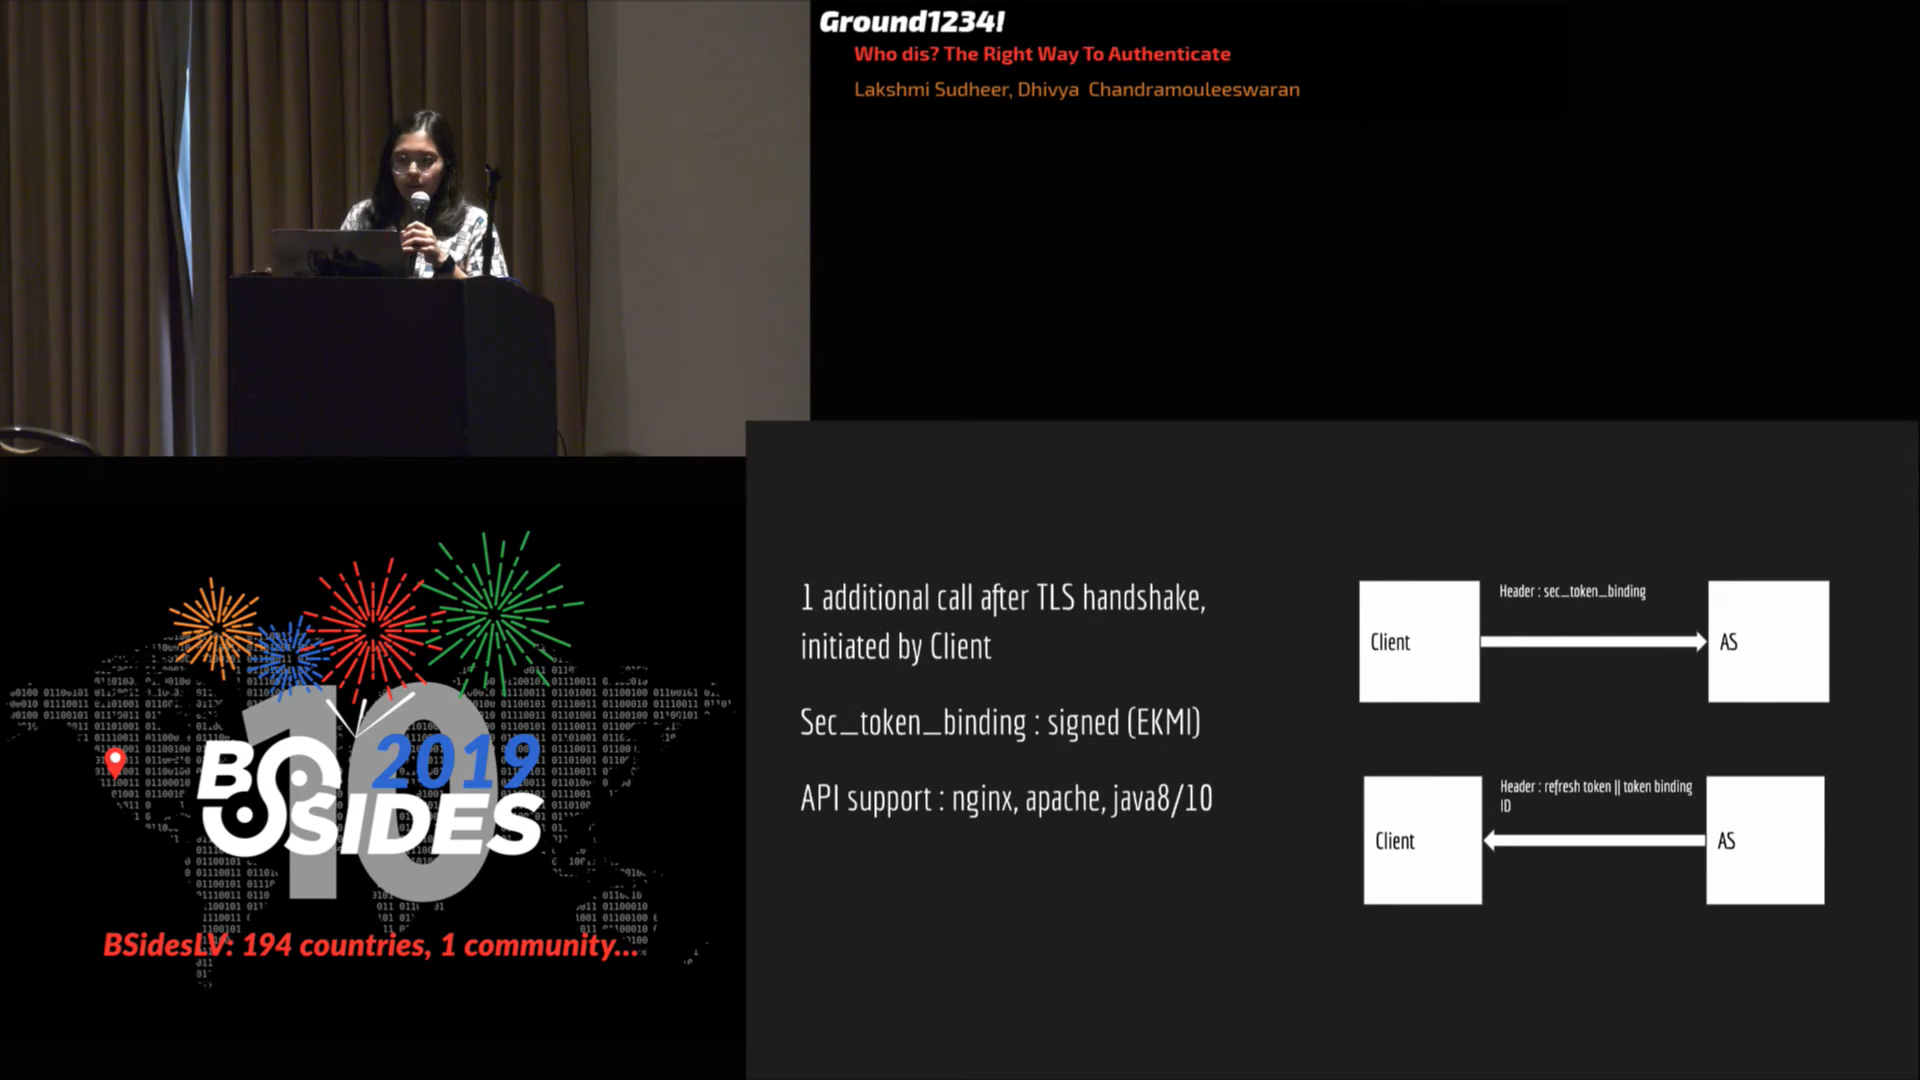 Ground1234!
Who dis? The Right Way To Authenticate
Lakshmi Sudheer, Dhivya Chandramouleeswaran
1 additional call after TLS handshake,
initiated by Client
Sec_token_binding : signed (EKMI)
API support : nginx, apache, java8/10
Header : sec_token_binding
Client
AS
Header : refresh token || token binding
ID
Client
AS
10
2019
BSIDES
BSidesLV: 194 countries, 1 community...